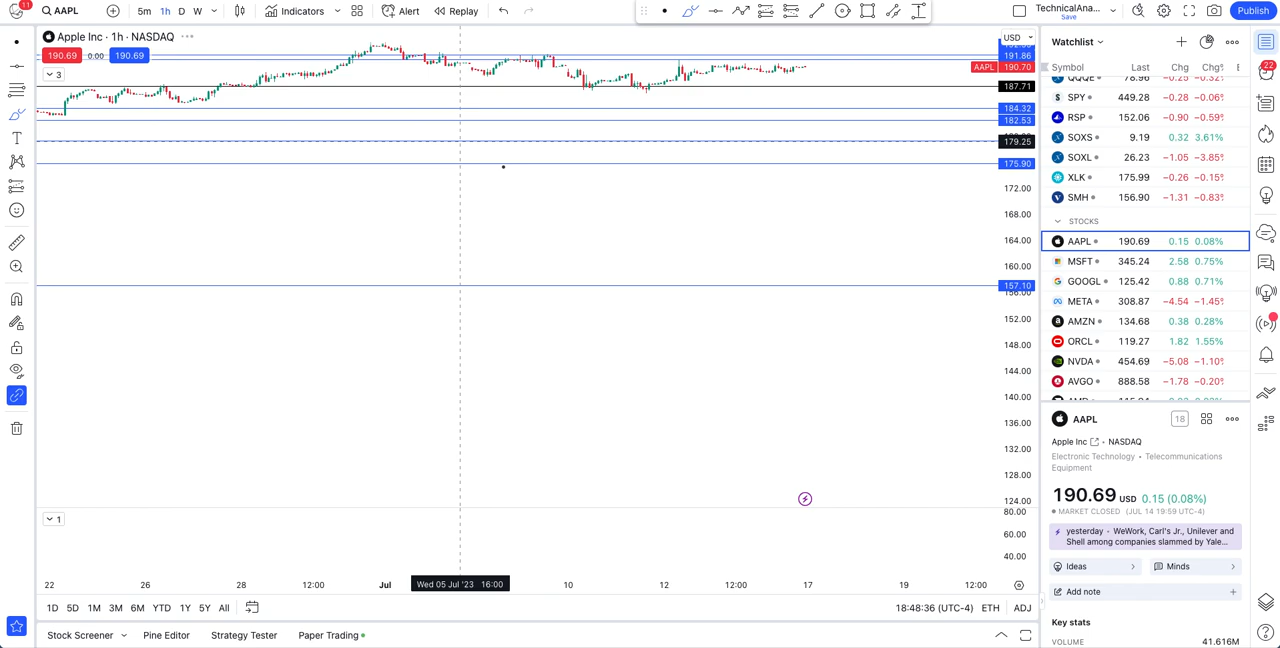 11 AAPL 5m 1h D W Indicators Alert Replay TechnicalAna... Save Publish
Apple Inc · 1h · NASDAQ
USD
190.69 0.00 190.69
191.86
AAPL 190.70
3
187.71
184.32
182.53
179.25
175.90
172.00
168.00
164.00
160.00
157.10
152.00
148.00
144.00
140.00
136.00
132.00
128.00
124.00
80.00
1
60.00
40.00
22 26 28 12:00 Jul Wed 05 Jul '23 16:00 10 12 12:00 17 19 12:00
1D 5D 1M 3M 6M YTD 1Y 5Y All 18:48:36 (UTC-4) ETH ADJ
Stock Screener Pine Editor Strategy Tester Paper Trading
Watchlist
22
Symbol Last Chg Chg%
QQQE 78.96 −0.25 −0.32%
SPY 449.28 −0.28 −0.06%
RSP 152.06 −0.90 −0.59%
SOXS 9.19 0.32 3.61%
SOXL 26.23 −1.05 −3.85%
XLK 175.99 −0.26 −0.15%
SMH 156.90 −1.31 −0.83%
STOCKS
AAPL 190.69 0.15 0.08%
MSFT 345.24 2.58 0.75%
GOOGL 125.42 0.88 0.71%
META 308.87 −4.54 −1.45%
AMZN 134.68 0.38 0.28%
ORCL 119.27 1.82 1.55%
NVDA 454.69 −5.08 −1.10%
AVGO 888.58 −1.78 −0.20%
AAPL 18
Apple Inc · NASDAQ
Electronic Technology • Telecommunications
Equipment
190.69 USD 0.15 (0.08%)
MARKET CLOSED (JUL 14 19:59 UTC-4)
yesterday · WeWork, Carl's Jr., Unilever and
Shell among companies slammed by Yale...
Ideas Minds
Add note
Key stats
VOLUME 41.616M